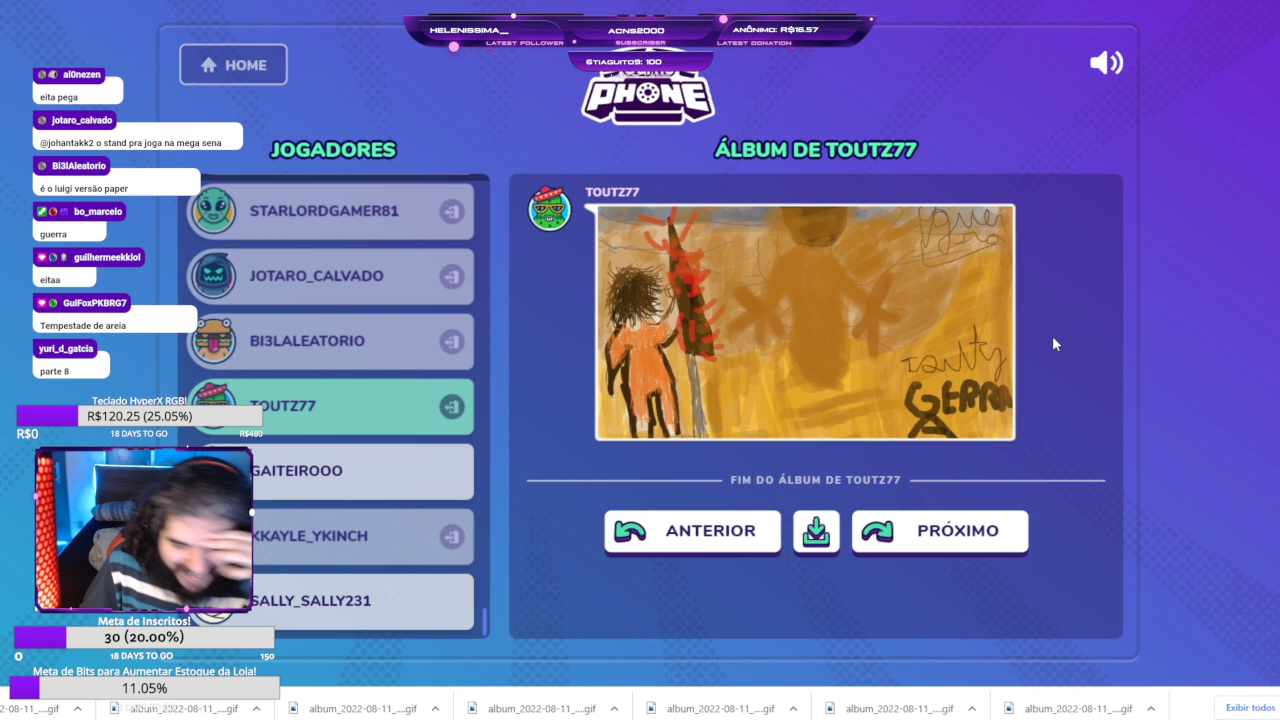 HELENISSIMA__
LATEST FOLLOWER
ACNS2000
SUBSCRIBER
ANÔNIMO: R$16.57
LATEST DONATION
6TIAGUITO9: 100
PHONE
HOME
al0nezen
eita pega
jotaro_calvado
@johantakk2 o stand pra joga na mega sena
Bi3lAleatorio
é o luigi versão paper
bo_marcelo
guerra
guilhermeekklol
eitaa
GuiFoxPKBRG7
Tempestade de areia
yuri_d_gatcia
parte 8
Teclado HyperX RGB!
R$120.25 (25.05%)
R$0
18 DAYS TO GO
R$480
JOGADORES
STARLORDGAMER81
JOTARO_CALVADO
BI3LALEATORIO
TOUTZ77
GAITEIROOO
KKAYLE_YKINCH
SALLY_SALLY231
ÁLBUM DE TOUTZ77
TOUTZ77
FIM DO ÁLBUM DE TOUTZ77
ANTERIOR
PRÓXIMO
Meta de Inscritos!
30 (20.00%)
0
18 DAYS TO GO
150
Meta de Bits para Aumentar Estoque da Loja!
11.05%
2-08-11_....gif
album_2022-08-11_....gif
album_2022-08-11_....gif
album_2022-08-11_....gif
album_2022-08-11_....gif
album_2022-08-11_....gif
album_2022-08-11_....gif
Exibir todos